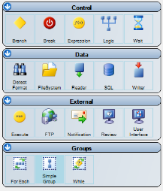 Control
Branch Break Expression Logic Wait
Data
Detect Format FileSystem Reader SQL Writer
External
Execute FTP Notification Review User Interface
Groups
For Each Simple Group While